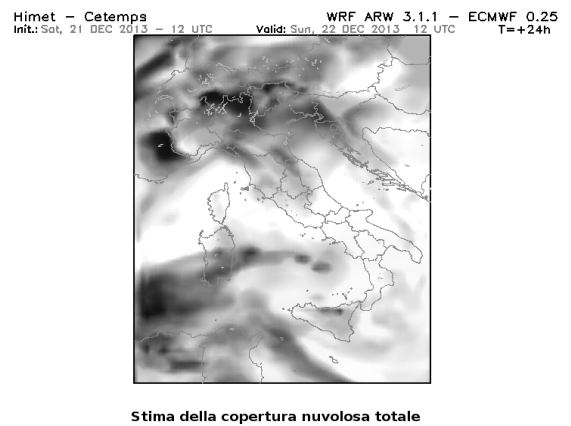 Himet – Cetemps WRF ARW 3.1.1 – ECMWF 0.25
Init.: Sat, 21 DEC 2013 – 12 UTC Valid: Sun, 22 DEC 2013 12 UTC T=+24h
Stima della copertura nuvolosa totale